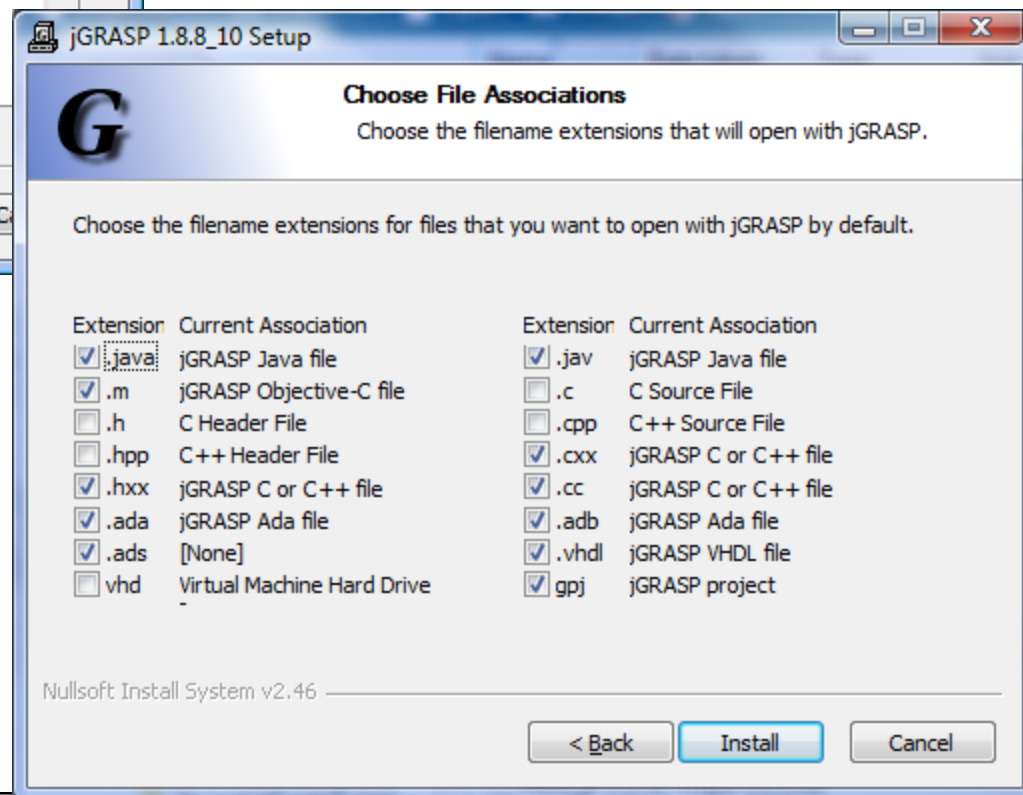 jGRASP 1.8.8_10 Setup
G
Choose File Associations
Choose the filename extensions that will open with jGRASP.
Choose the filename extensions for files that you want to open with jGRASP by default.
Extension Current Association Extension Current Association
.java jGRASP Java file .jav jGRASP Java file
.m jGRASP Objective-C file .c C Source File
.h C Header File .cpp C++ Source File
.hpp C++ Header File .cxx jGRASP C or C++ file
.hxx jGRASP C or C++ file .cc jGRASP C or C++ file
.ada jGRASP Ada file .adb jGRASP Ada file
.ads [None] .vhdl jGRASP VHDL file
vhd Virtual Machine Hard Drive gpj jGRASP project
Nullsoft Install System v2.46
< Back Install Cancel